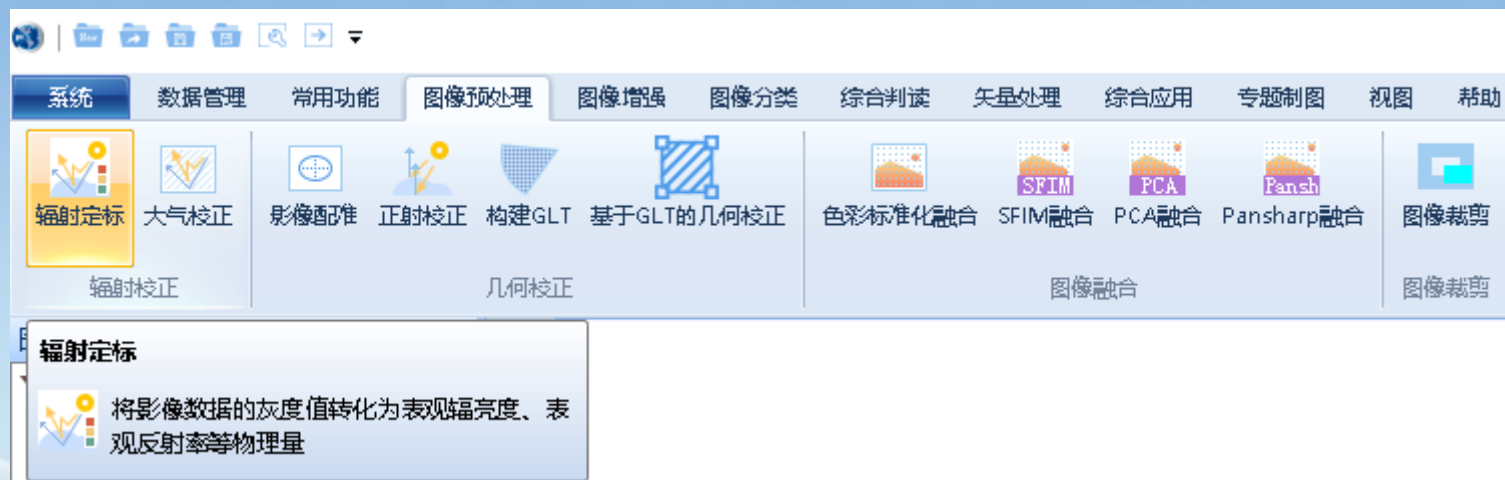 New
系统 数据管理 常用功能 图像预处理 图像增强 图像分类 综合判读 矢量处理 综合应用 专题制图 视图 帮助
SFIM PCA Pansh
辐射定标 大气校正 影像配准 正射校正 构建GLT 基于GLT的几何校正 色彩标准化融合 SFIM融合 PCA融合 Pansharp融合 图像裁剪
辐射校正 几何校正 图像融合 图像裁剪
辐射定标
将影像数据的灰度值转化为表观辐亮度、表
观反射率等物理量